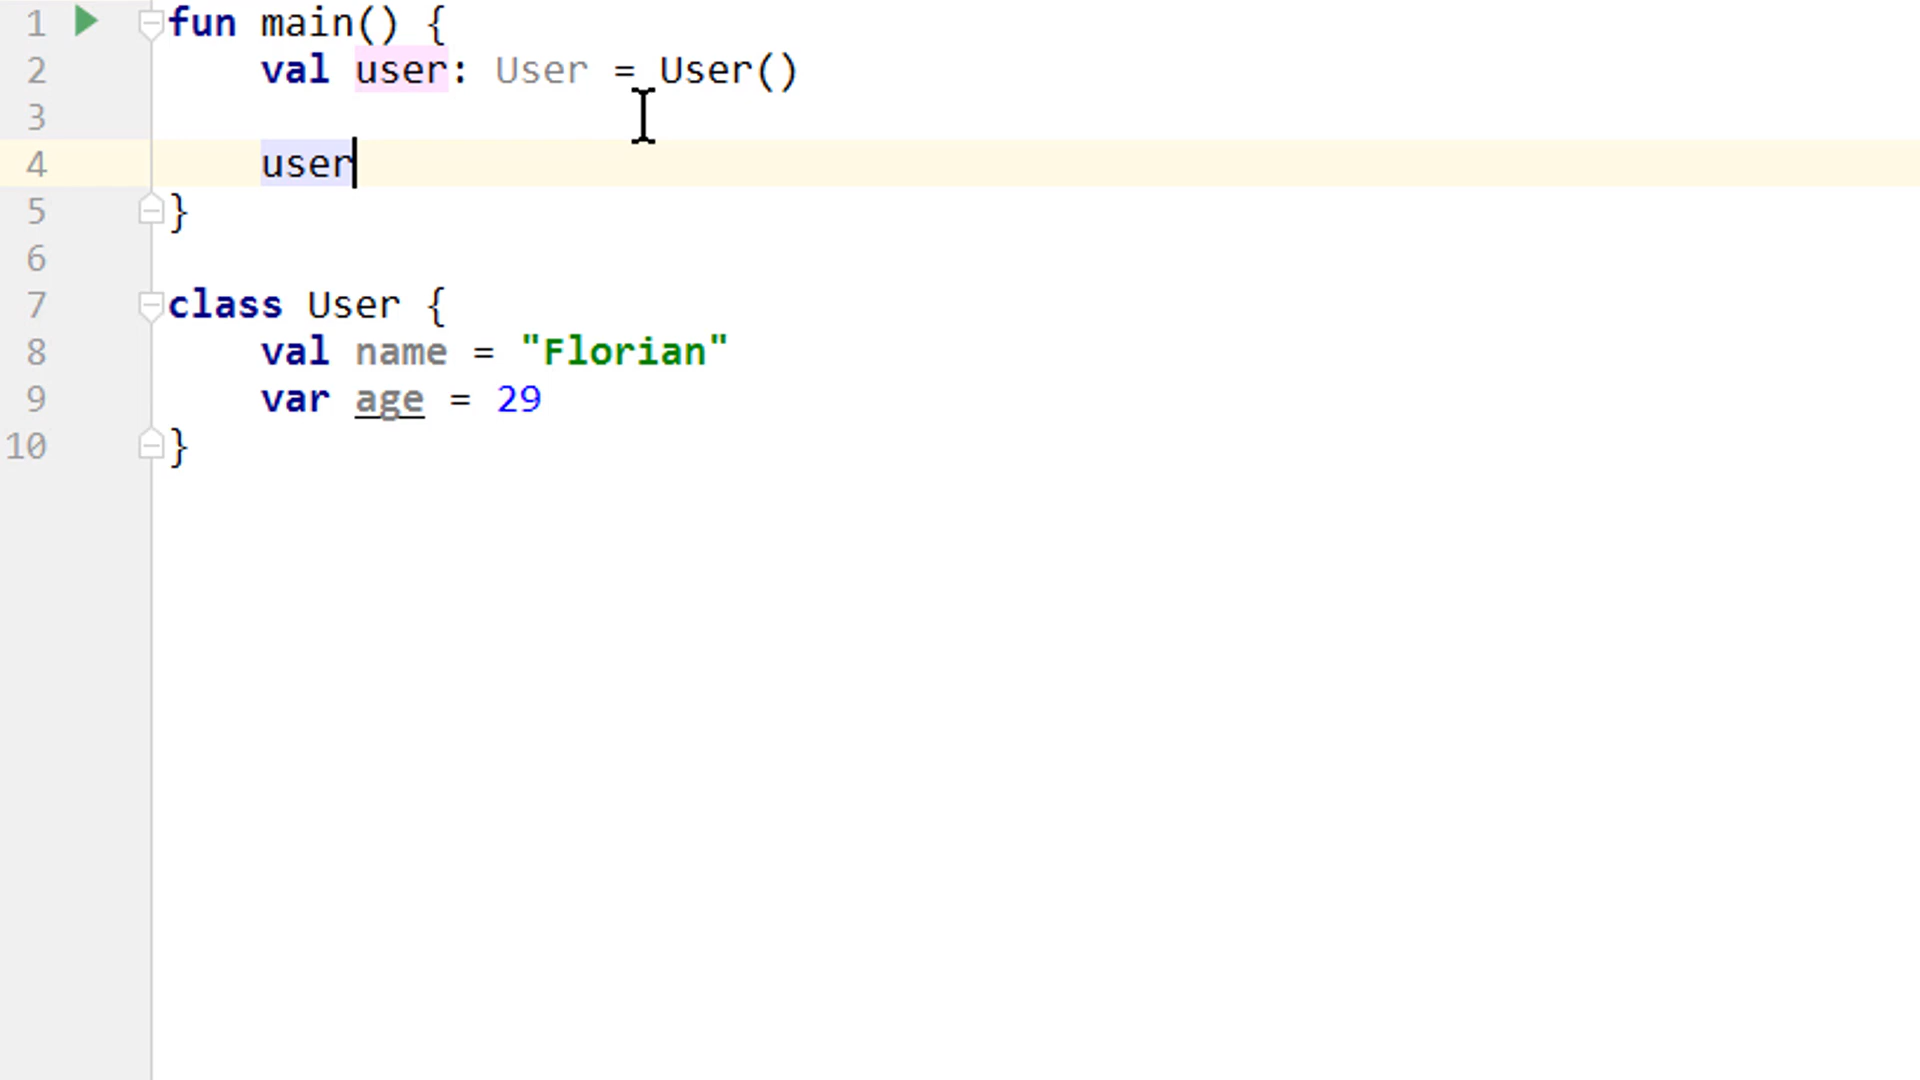 1 fun main() {
2 val user: User = User()
3
4 user
5 }
6
7 class User {
8 val name = "Florian"
9 var age = 29
10 }